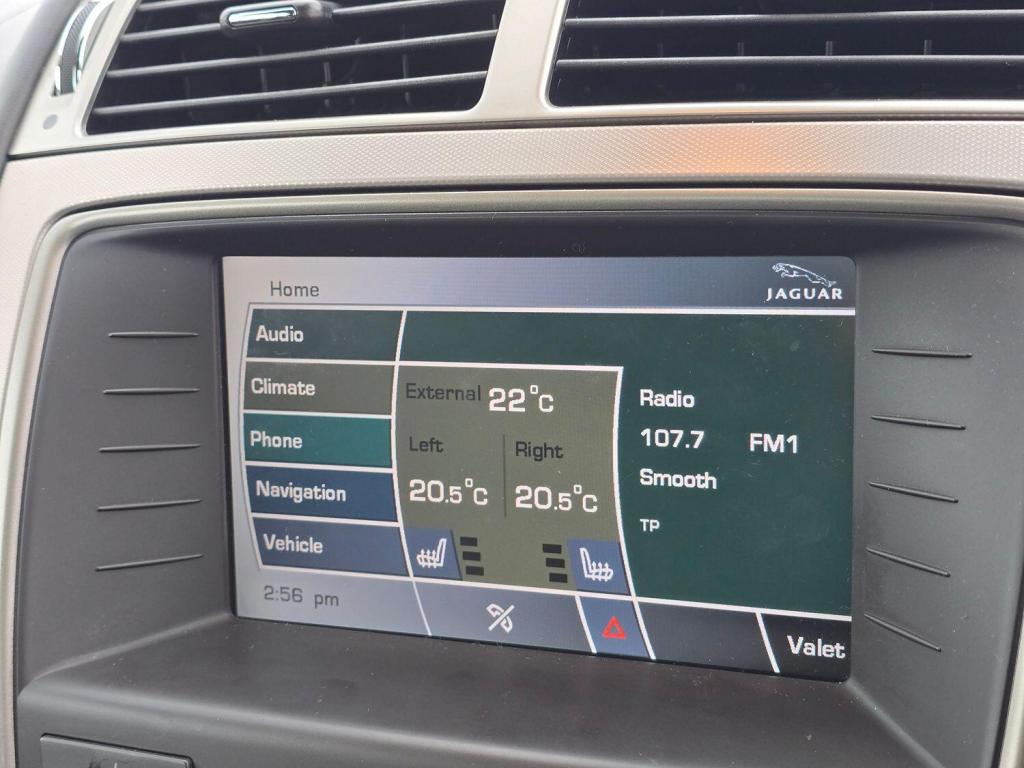 Home
JAGUAR
Audio
Climate
Phone
Navigation
Vehicle
External 22°C
Left Right
20.5°C 20.5°C
Radio
107.7 FM1
Smooth
TP
2:56 pm
Valet